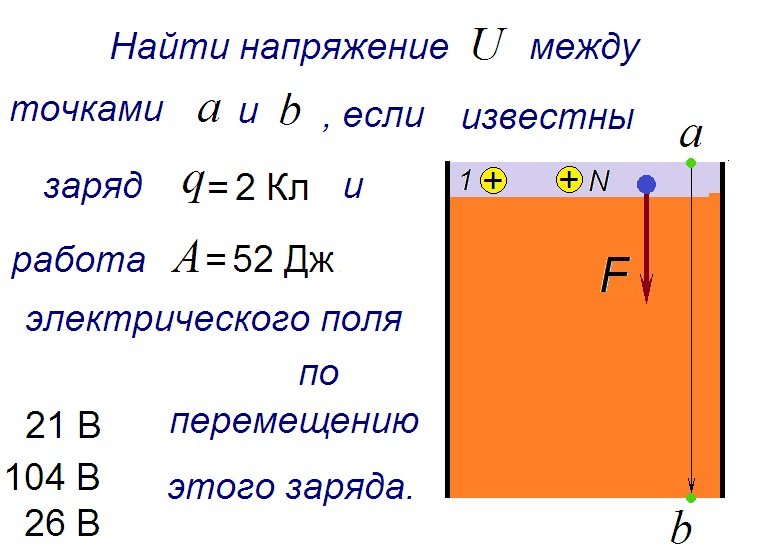 Найти напряжение U между
точками a и b , если известны
заряд q = 2 Кл и
работа A = 52 Дж
электрического поля
по
перемещению
этого заряда.
21 В
104 В
26 В
a
1 + + N
F
b